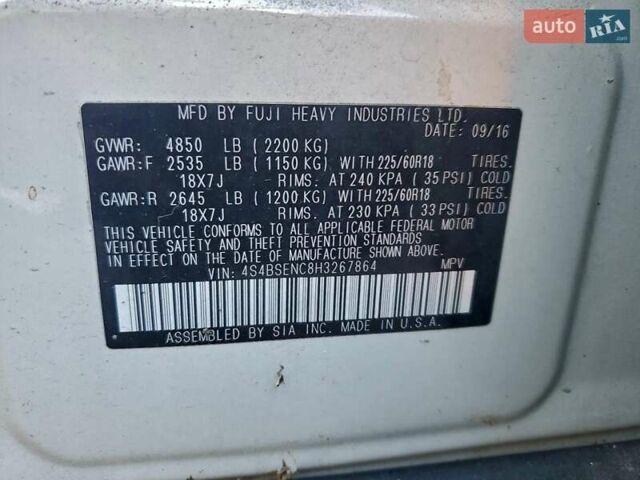 auto RIA.com
MFD BY FUJI HEAVY INDUSTRIES LTD.
DATE: 09/16
GVWR: 4850 LB (2200 KG)
GAWR:F 2535 LB (1150 KG) WITH 225/60R18 TIRES.
18X7J RIMS. AT 240 KPA (35 PSI) COLD
GAWR:R 2645 LB (1200 KG) WITH 225/60R18 TIRES.
18X7J RIMS. AT 230 KPA (33 PSI) COLD
THIS VEHICLE CONFORMS TO ALL APPLICABLE FEDERAL MOTOR
VEHICLE SAFETY AND THEFT PREVENTION STANDARDS
IN EFFECT ON THE DATE OF MANUFACTURE SHOWN ABOVE.
VIN: 4S4BSENC8H3267864 MPV
ASSEMBLED BY SIA INC. MADE IN U.S.A.